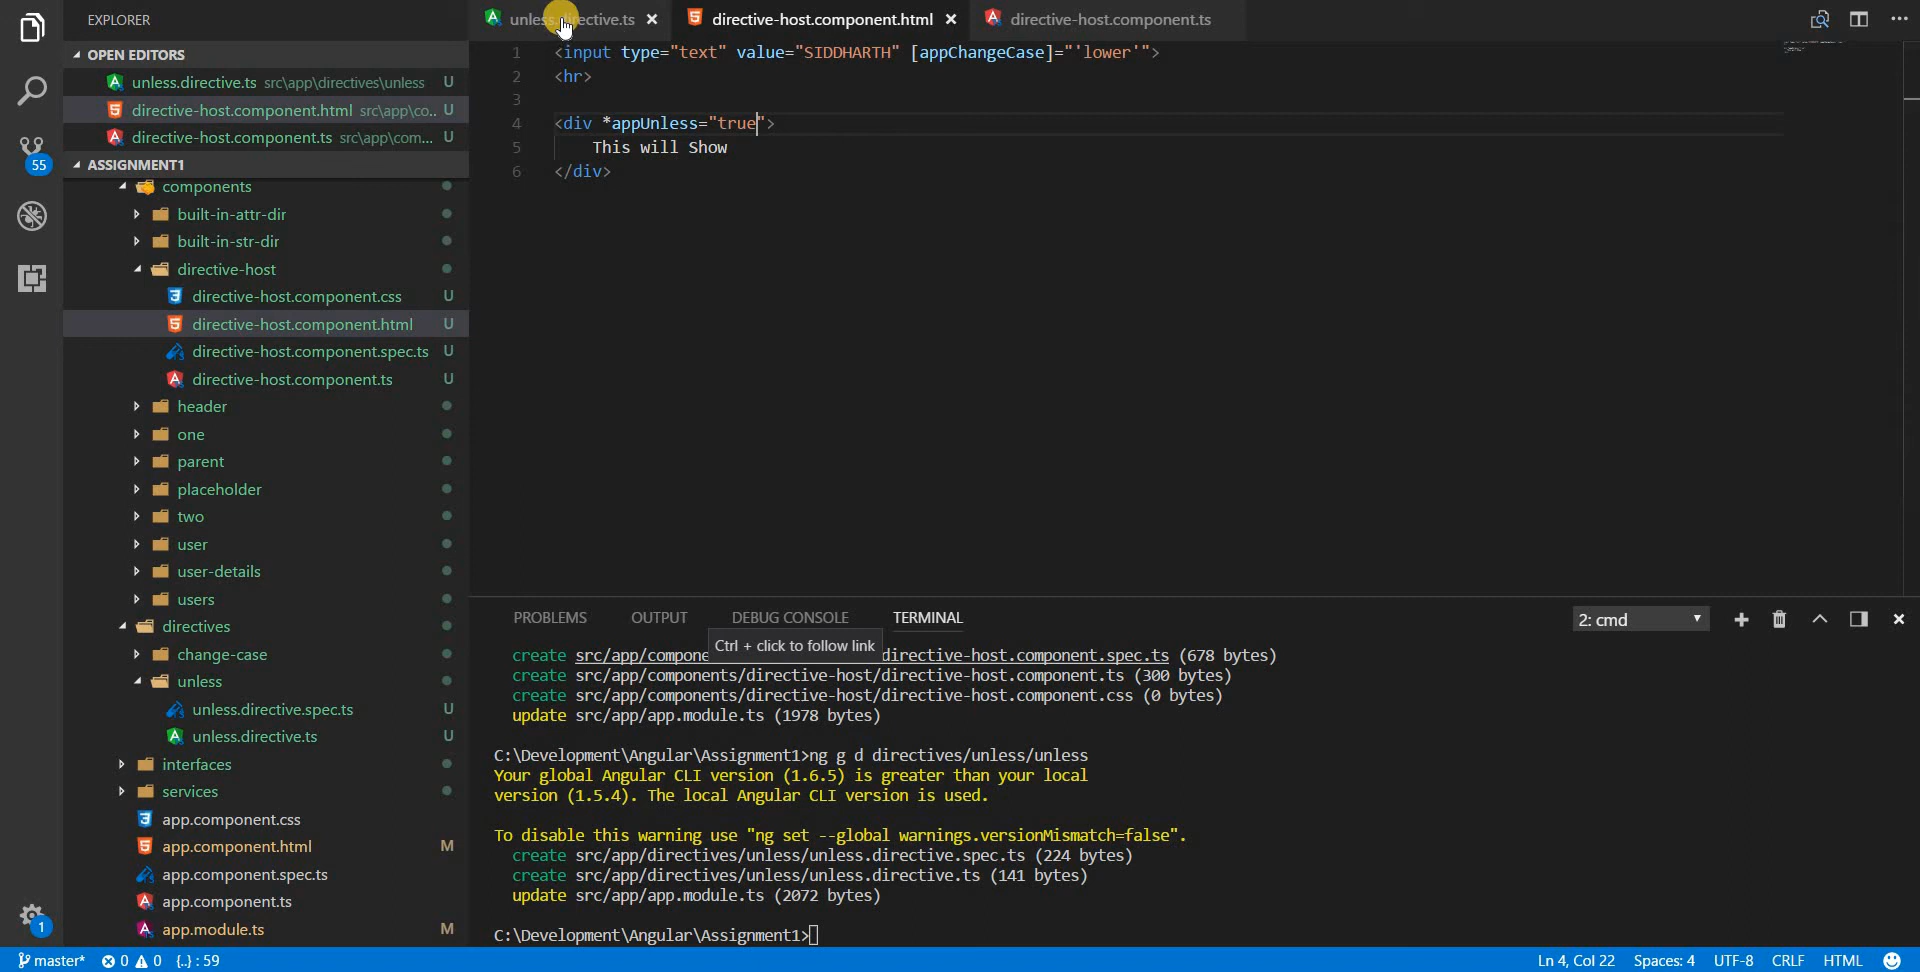 EXPLORER
OPEN EDITORS
unless.directive.ts src\app\directives\unless U
directive-host.component.html src\app\co... U
directive-host.component.ts src\app\com... U
55
ASSIGNMENT1
components
built-in-attr-dir
built-in-str-dir
directive-host
directive-host.component.css U
directive-host.component.html U
directive-host.component.spec.ts U
directive-host.component.ts U
header
one
parent
placeholder
two
user
user-details
users
directives
change-case
unless
unless.directive.spec.ts U
unless.directive.ts U
interfaces
services
app.component.css
app.component.html M
app.component.spec.ts
app.component.ts
1
app.module.ts M
unless.directive.ts directive-host.component.html directive-host.component.ts
1 <input type="text" value="SIDDHARTH" [appChangeCase]="'lower'">
2 <hr>
3
4 <div *appUnless="true">
5 This will Show
6 </div>
PROBLEMS OUTPUT DEBUG CONSOLE TERMINAL 2: cmd
Ctrl + click to follow link
create src/app/compone directive-host.component.spec.ts (678 bytes)
create src/app/components/directive-host/directive-host.component.ts (300 bytes)
create src/app/components/directive-host/directive-host.component.css (0 bytes)
update src/app/app.module.ts (1978 bytes)
C:\Development\Angular\Assignment1>ng g d directives/unless/unless
Your global Angular CLI version (1.6.5) is greater than your local
version (1.5.4). The local Angular CLI version is used.
To disable this warning use "ng set --global warnings.versionMismatch=false".
create src/app/directives/unless/unless.directive.spec.ts (224 bytes)
create src/app/directives/unless/unless.directive.ts (141 bytes)
update src/app/app.module.ts (2072 bytes)
C:\Development\Angular\Assignment1>
master* 0 0 {..} : 59 Ln 4, Col 22 Spaces: 4 UTF-8 CRLF HTML